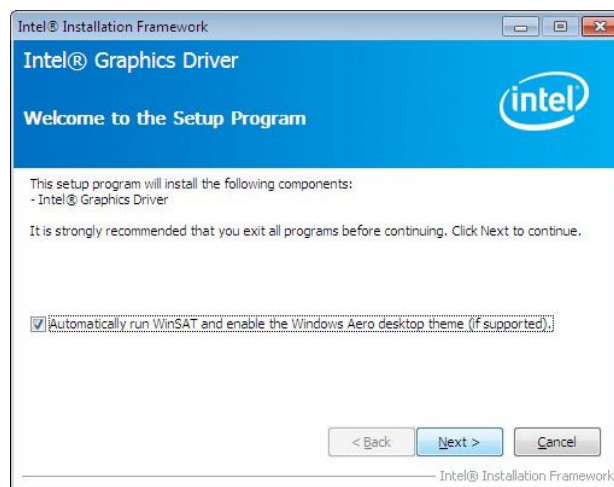 Intel® Installation Framework
Intel® Graphics Driver
intel
Welcome to the Setup Program
This setup program will install the following components:
- Intel® Graphics Driver
It is strongly recommended that you exit all programs before continuing. Click Next to continue.
Automatically run WinSAT and enable the Windows Aero desktop theme (if supported).
< Back
Next >
Cancel
Intel® Installation Framework